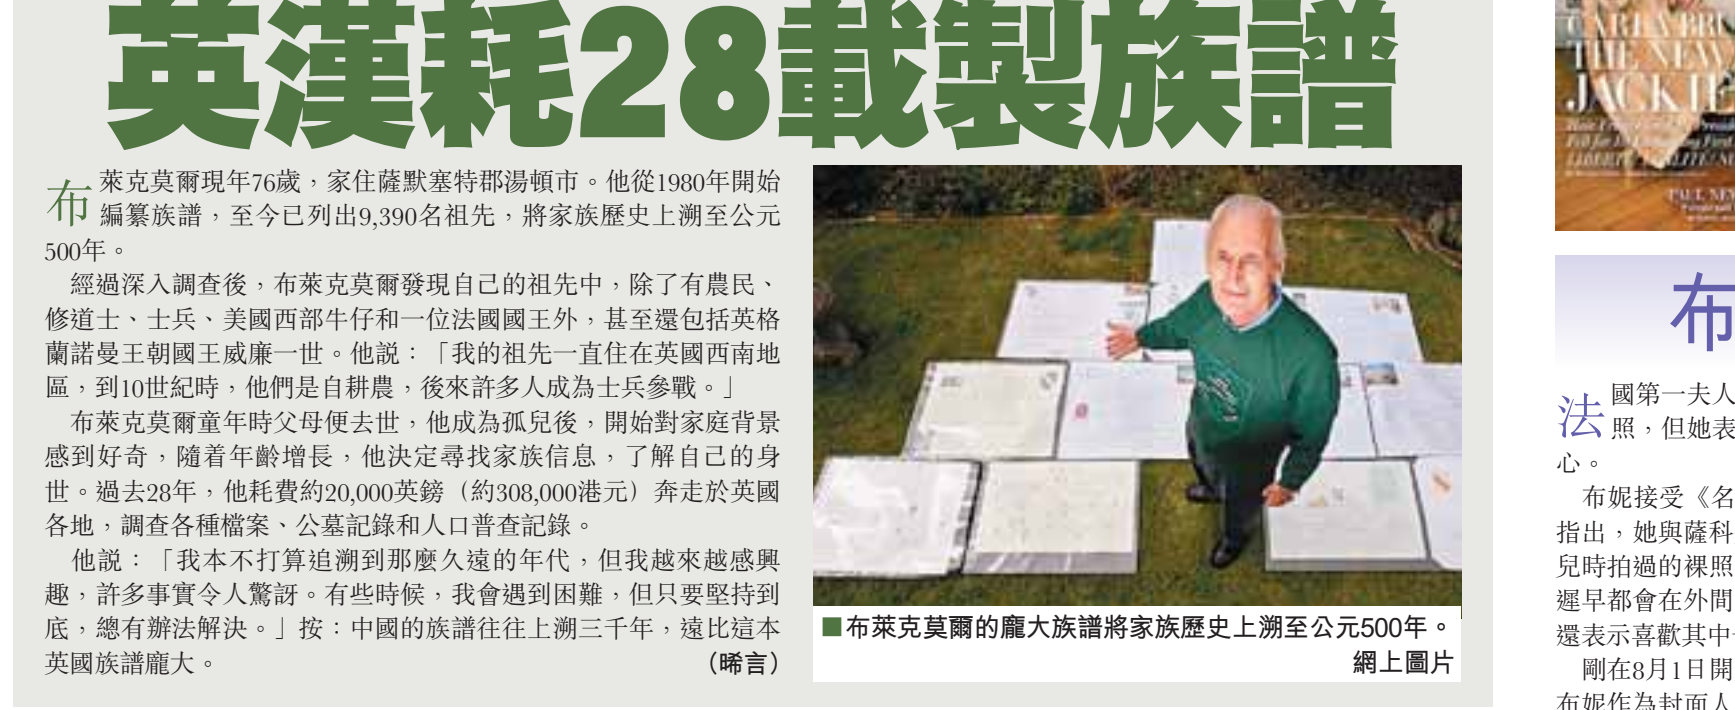 英漢耗28載製族譜
布萊克莫爾現年76歲，家住薩默塞特郡湯頓市。他從1980年開始
編纂族譜，至今已列出9,390名祖先，將家族歷史上溯至公元
500年。
經過深入調查後，布萊克莫爾發現自己的祖先中，除了有農民、
修道士、士兵、美國西部牛仔和一位法國國王外，甚至還包括英格
蘭諾曼王朝國王威廉一世。他説：「我的祖先一直住在英國西南地
區，到10世紀時，他們是自耕農，後來許多人成為士兵參戰。」
布萊克莫爾童年時父母便去世，他成為孤兒後，開始對家庭背景
感到好奇，隨着年齡增長，他決定尋找家族信息，了解自己的身
世。過去28年，他耗費約20,000英鎊（約308,000港元）奔走於英國
各地，調查各種檔案、公墓記錄和人口普查記錄。
他説：「我本不打算追溯到那麼久遠的年代，但我越來越感興
趣，許多事實令人驚訝。有些時候，我會遇到困難，但只要堅持到
底，總有辦法解決。」按：中國的族譜往往上溯三千年，遠比這本
英國族譜龐大。 （晞言）
■布萊克莫爾的龐大族譜將家族歷史上溯至公元500年。
網上圖片
CARLA BRU
THE NEW
JACKIE
布
法國第一夫人
照，但她表
心。
布妮接受《名
指出，她與薩科
兒時拍過的裸照
遲早都會在外間
還表示喜歡其中
剛在8月1日開
布妮作為封面人